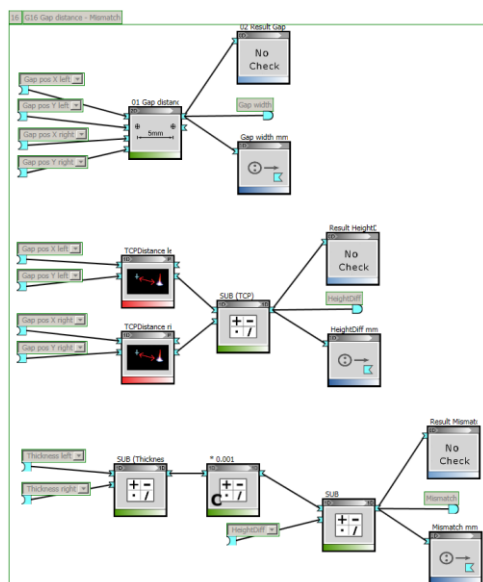 16 G16 Gap distance - Mismatch
02 Result Gap
No
Check
Gap pos X left
Gap pos Y left
Gap pos X right
Gap pos Y right
01 Gap distanc
5mm
Gap width
Gap width mm
Gap pos X left
Gap pos Y left
Gap pos X right
Gap pos Y right
TCPDistance le
TCPDistance ri
SUB (TCP)
+ -
· /
Result HeightD
No
Check
HeightDiff
HeightDiff mm
Thickness left
Thickness right
SUB (Thicknes
+ -
· /
* 0.001
+ -
· /
C
HeightDiff
SUB
+ -
· /
Result Mismat
No
Check
Mismatch
Mismatch mm